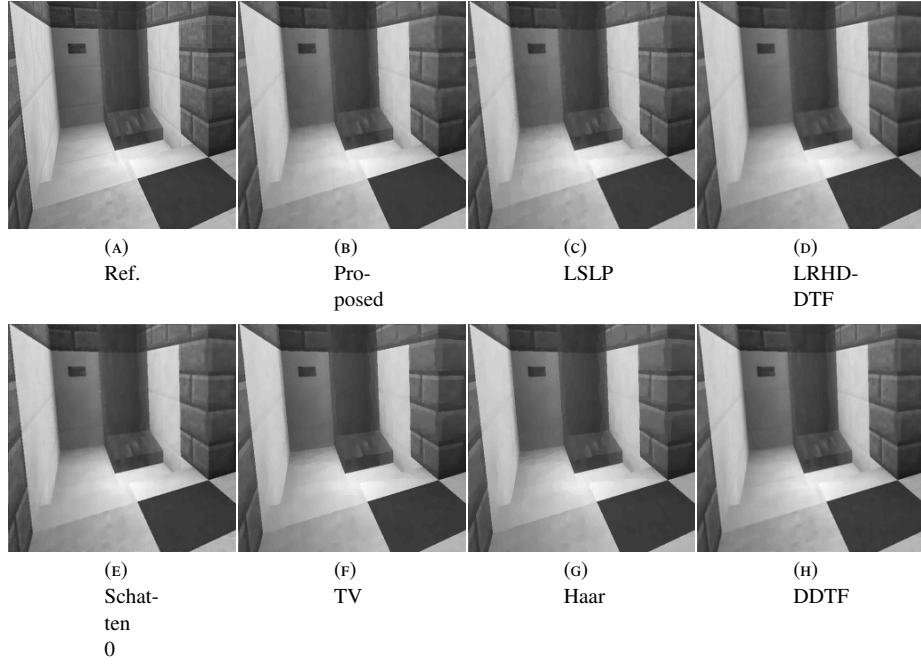 (A)
Ref.
(B)
Pro-
posed
(C)
LSLP
(D)
LRHD-
DTF
(E)
Schat-
ten
0
(F)
TV
(G)
Haar
(H)
DDTF